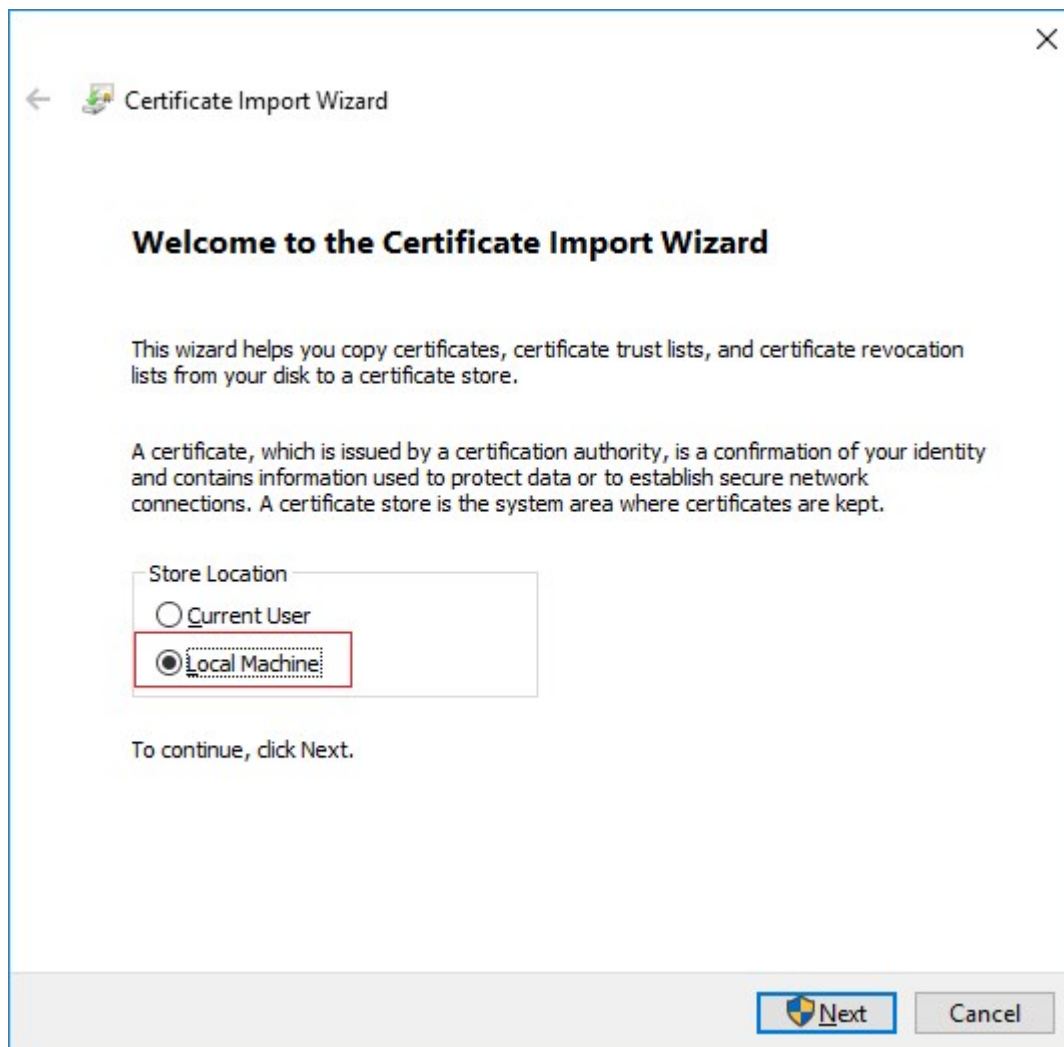 Certificate Import Wizard
Welcome to the Certificate Import Wizard
This wizard helps you copy certificates, certificate trust lists, and certificate revocation
lists from your disk to a certificate store.
A certificate, which is issued by a certification authority, is a confirmation of your identity
and contains information used to protect data or to establish secure network
connections. A certificate store is the system area where certificates are kept.
Store Location
Current User
Local Machine
To continue, click Next.
Next Cancel